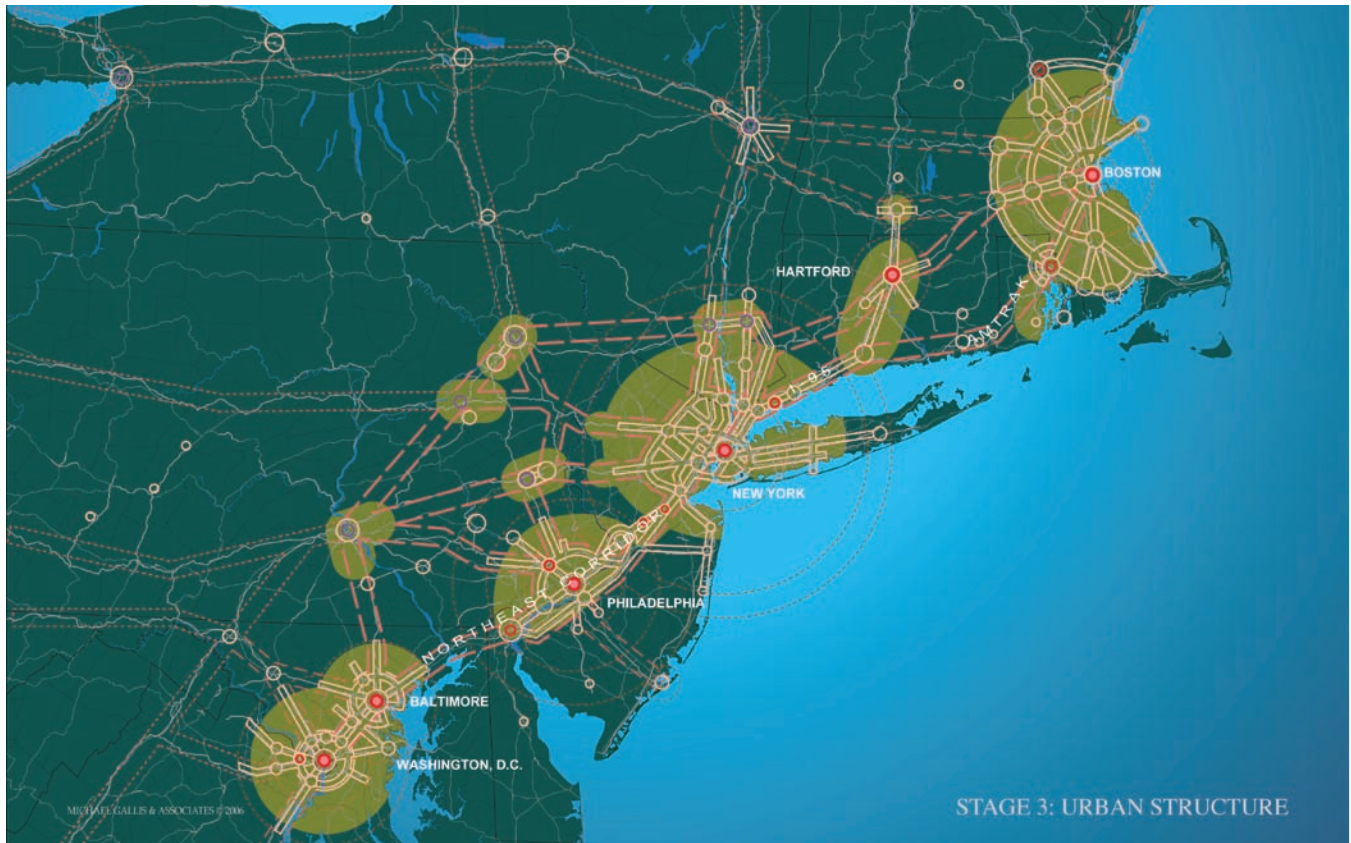 BOSTON
HARTFORD
AMTRAK
I-95
NEW YORK
NORTHEAST CORRIDOR
PHILADELPHIA
BALTIMORE
WASHINGTON, D.C.
MICHAEL GALLIS & ASSOCIATES © 2006
STAGE 3: URBAN STRUCTURE